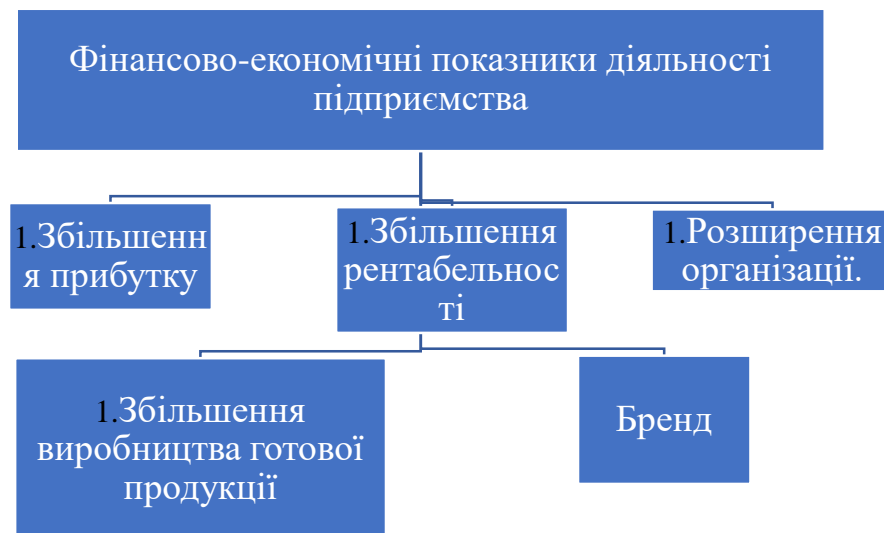 Фінансово-економічні показники діяльності
підприємства
1.Збільшенн
я прибутку
1.Збільшення
рентабельнос
ті
1.Розширення
організації.
1.Збільшення
виробництва готової
продукції
Бренд